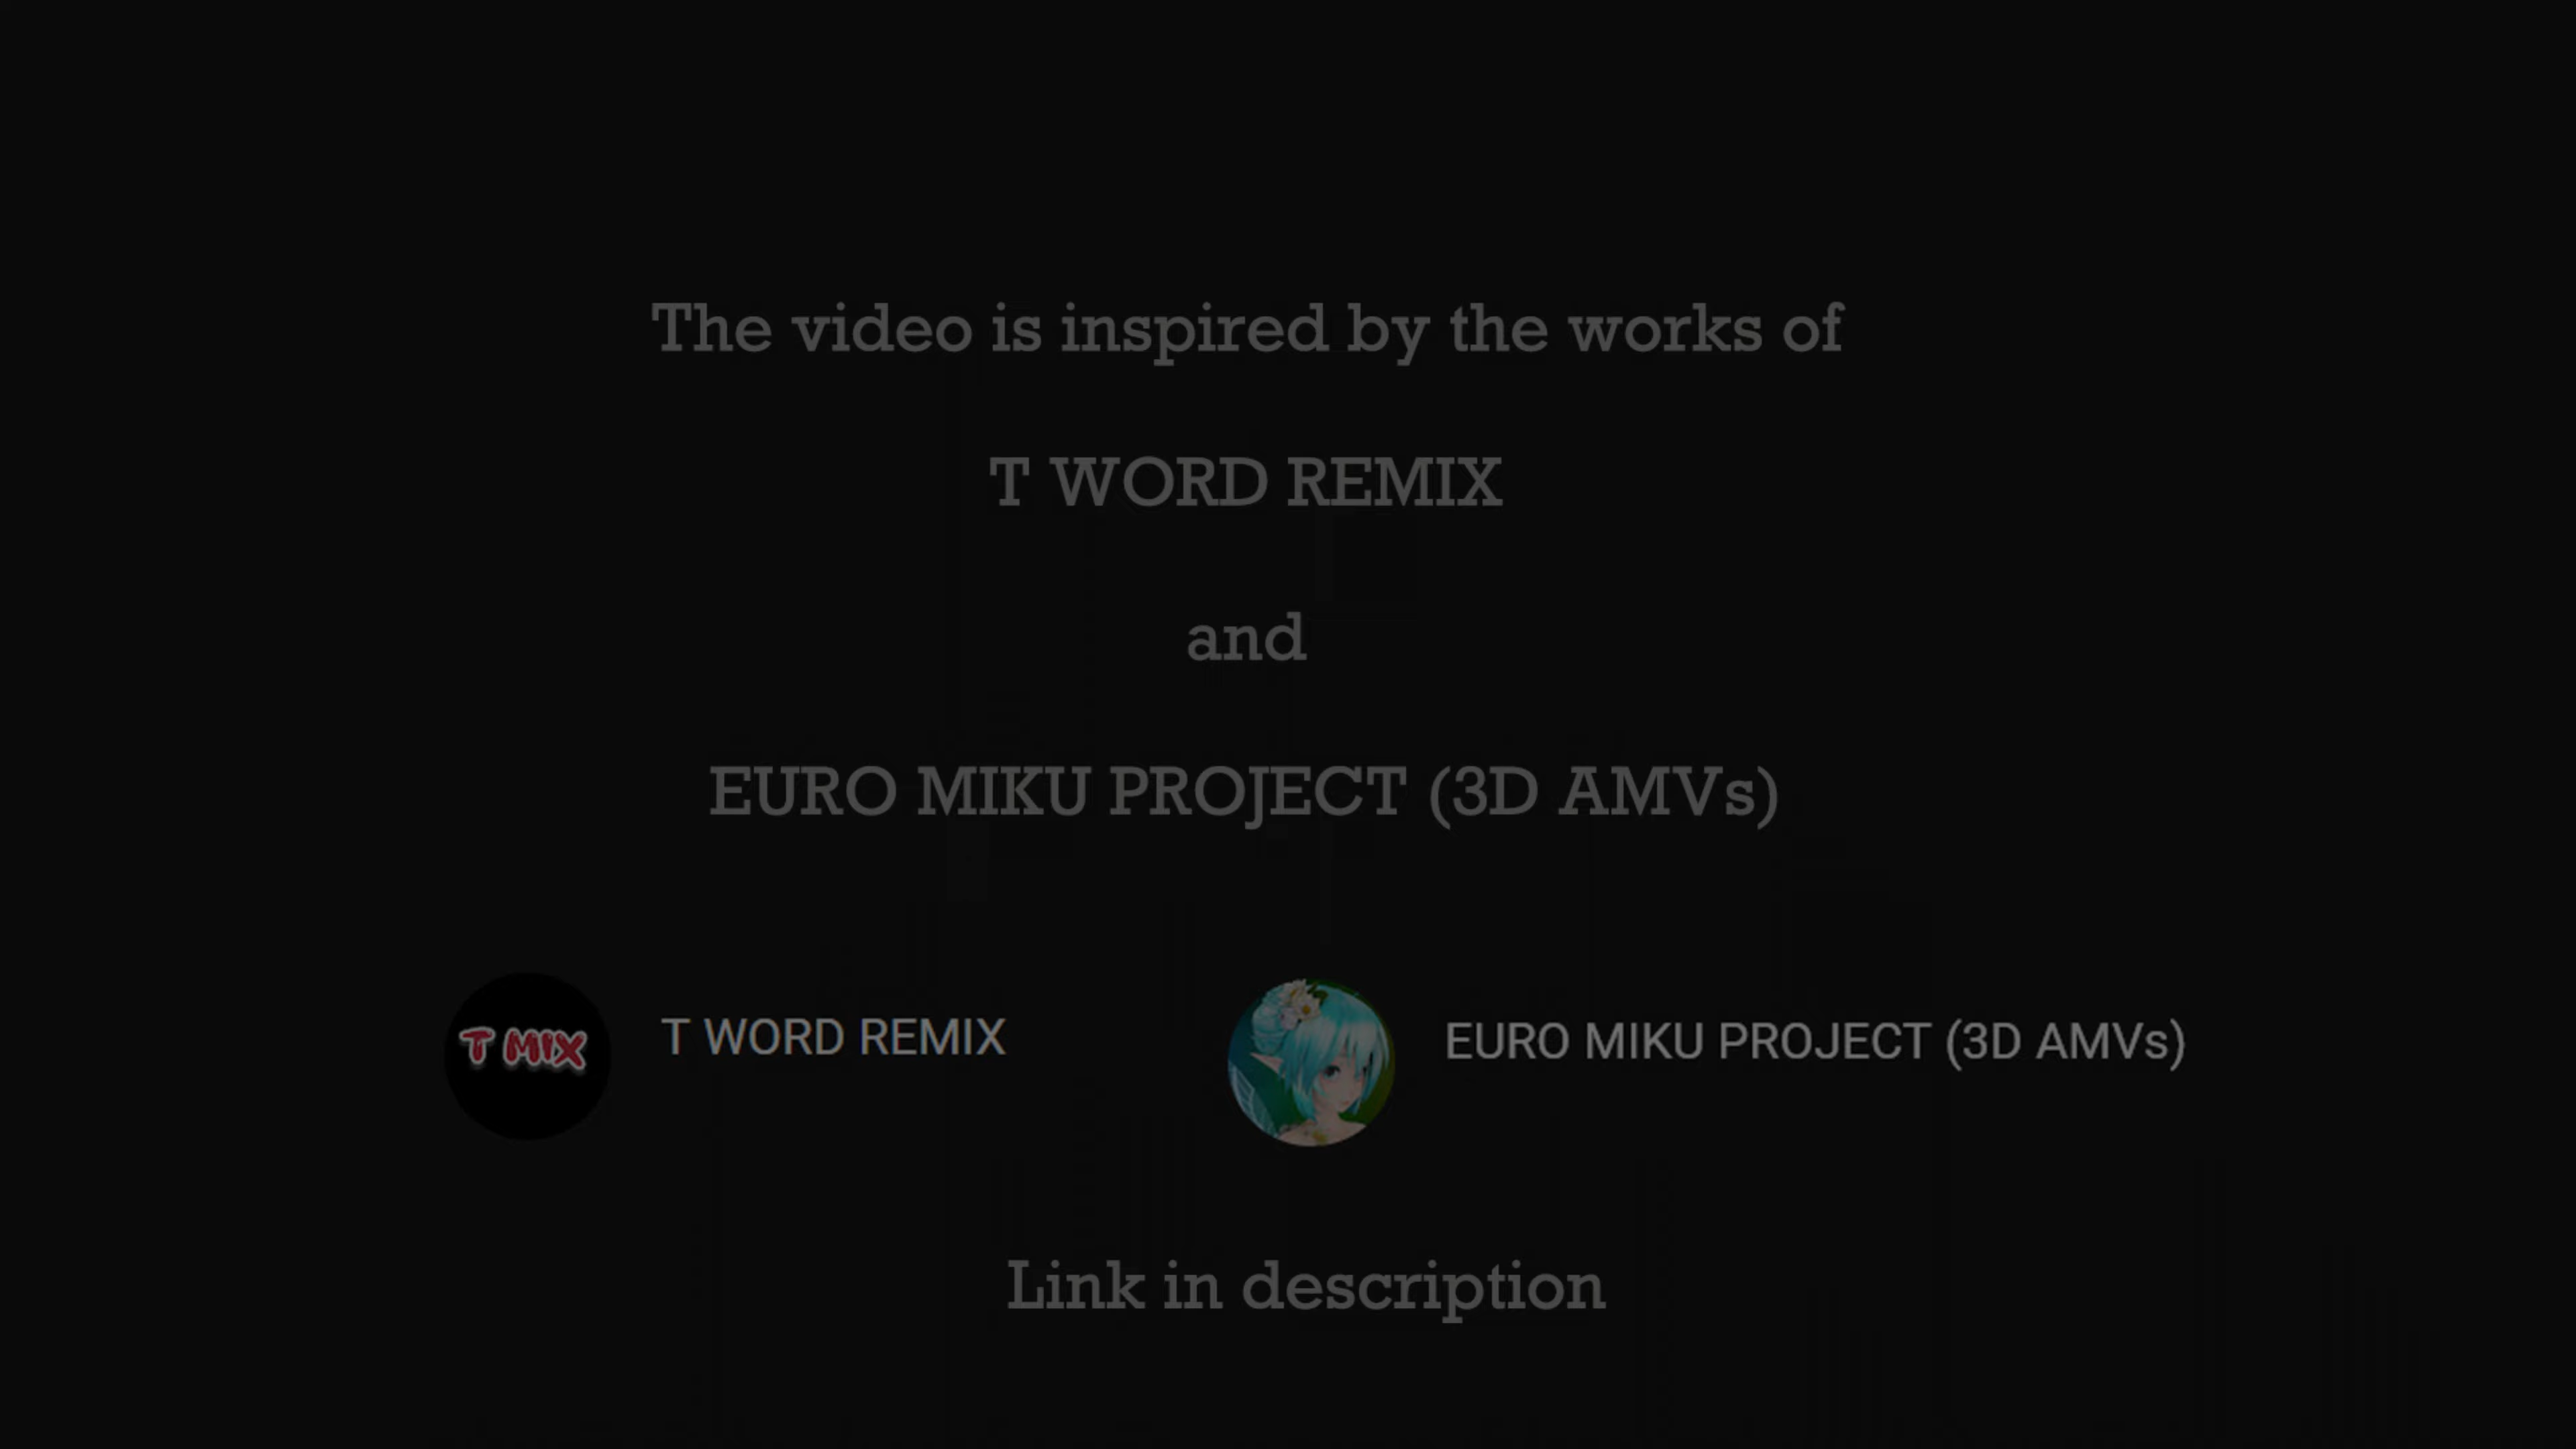 The video is inspired by the works of
T WORD REMIX
and
EURO MIKU PROJECT (3D AMVs)
T MIX
T WORD REMIX
EURO MIKU PROJECT (3D AMVs)
Link in description